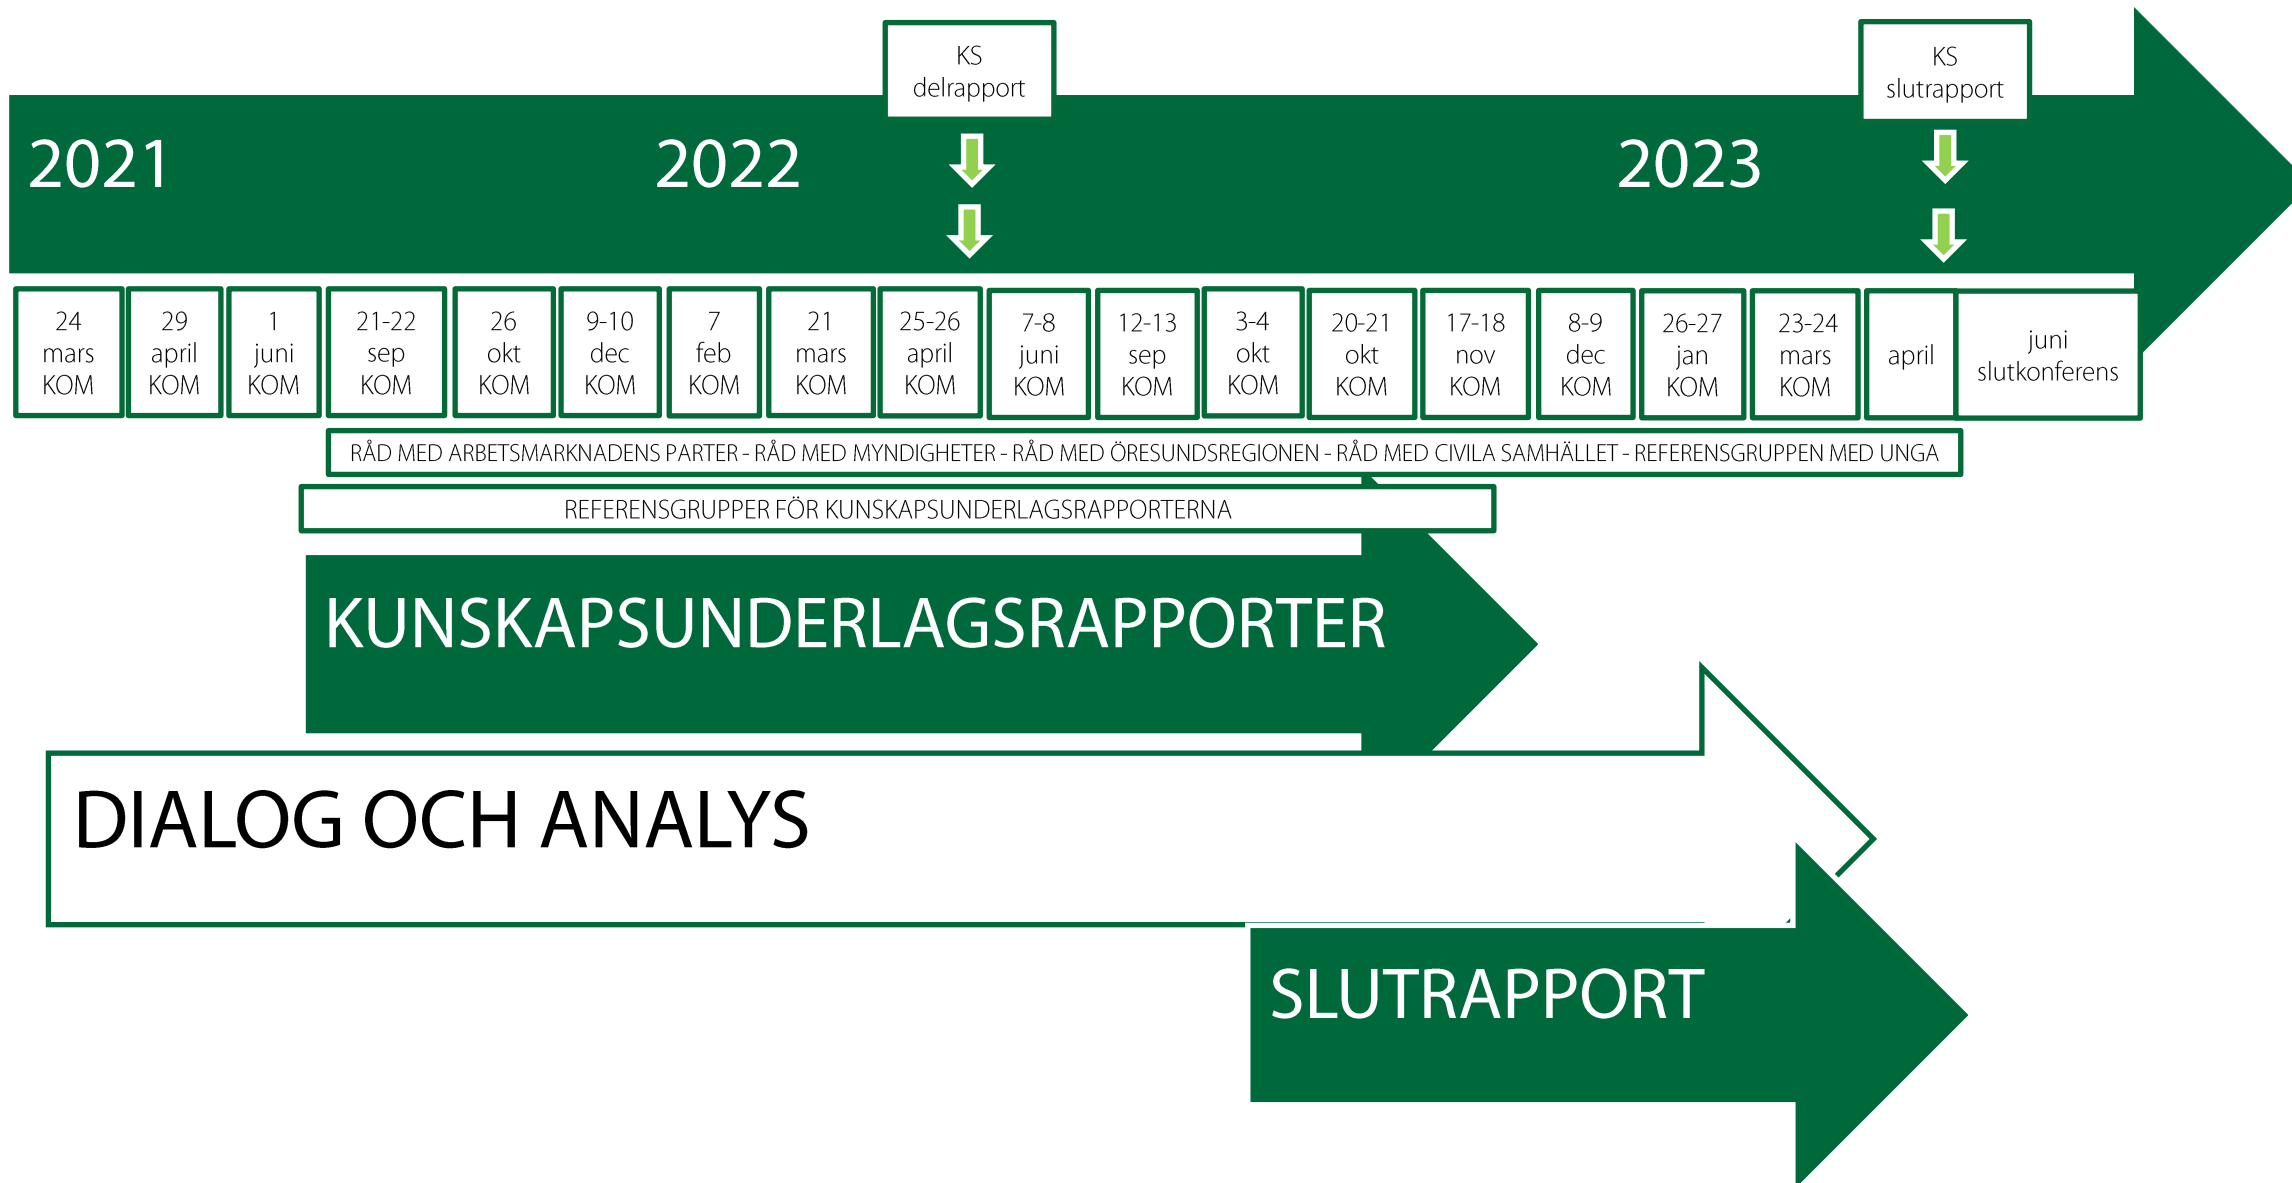 KS
delrapport
KS
slutrapport
2021
2022
2023
24
mars
KOM
29
april
KOM
1
juni
KOM
21-22
sep
KOM
26
okt
KOM
9-10
dec
KOM
7
feb
KOM
21
mars
KOM
25-26
april
KOM
7-8
juni
KOM
12-13
sep
KOM
3-4
okt
KOM
20-21
okt
KOM
17-18
nov
KOM
8-9
dec
KOM
26-27
jan
KOM
23-24
mars
KOM
april
juni
slutkonferens
RÅD MED ARBETSMARKNADENS PARTER - RÅD MED MYNDIGHETER - RÅD MED ÖRESUNDSREGIONEN - RÅD MED CIVILA SAMHÄLLET - REFERENSGRUPPEN MED UNGA
REFERENSGRUPPER FÖR KUNSKAPSUNDERLAGSRAPPORTERNA
KUNSKAPSUNDERLAGSRAPPORTER
DIALOG OCH ANALYS
SLUTRAPPORT